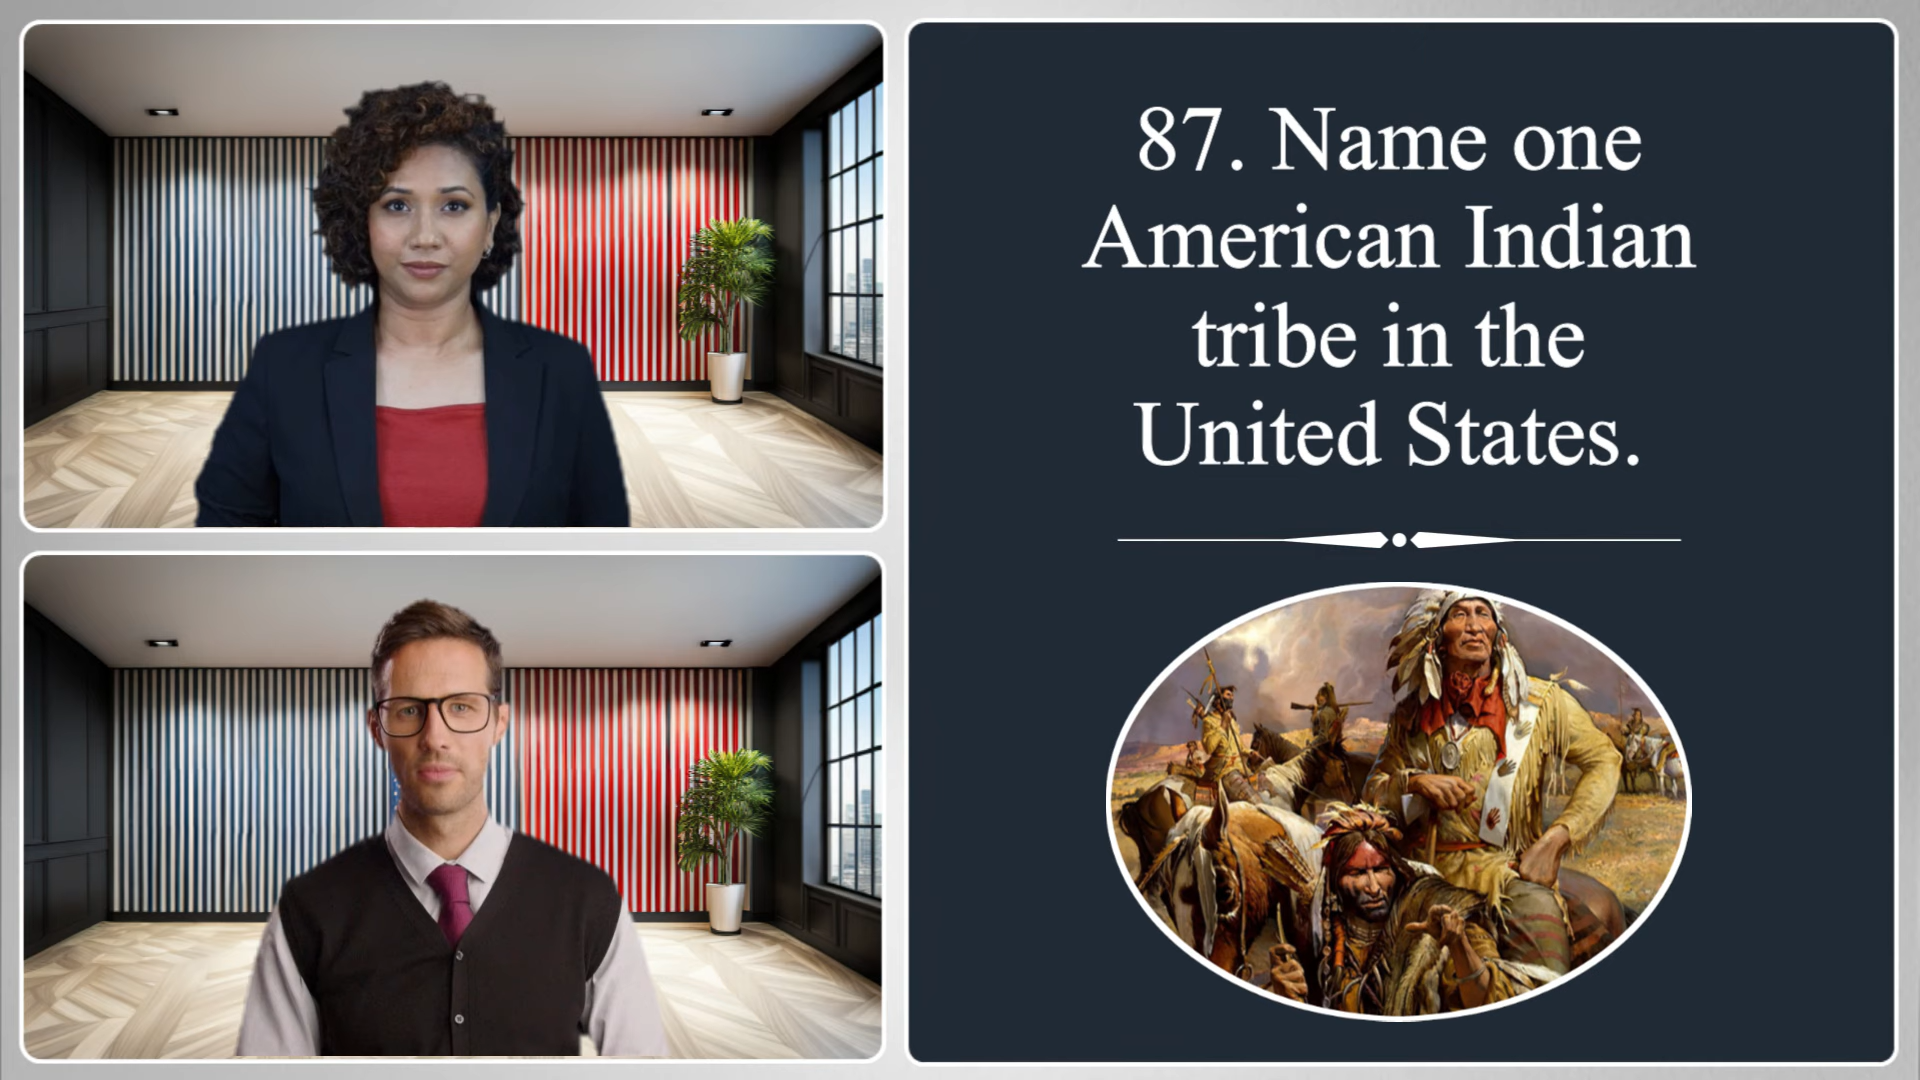 87. Name one
American Indian
tribe in the
United States.